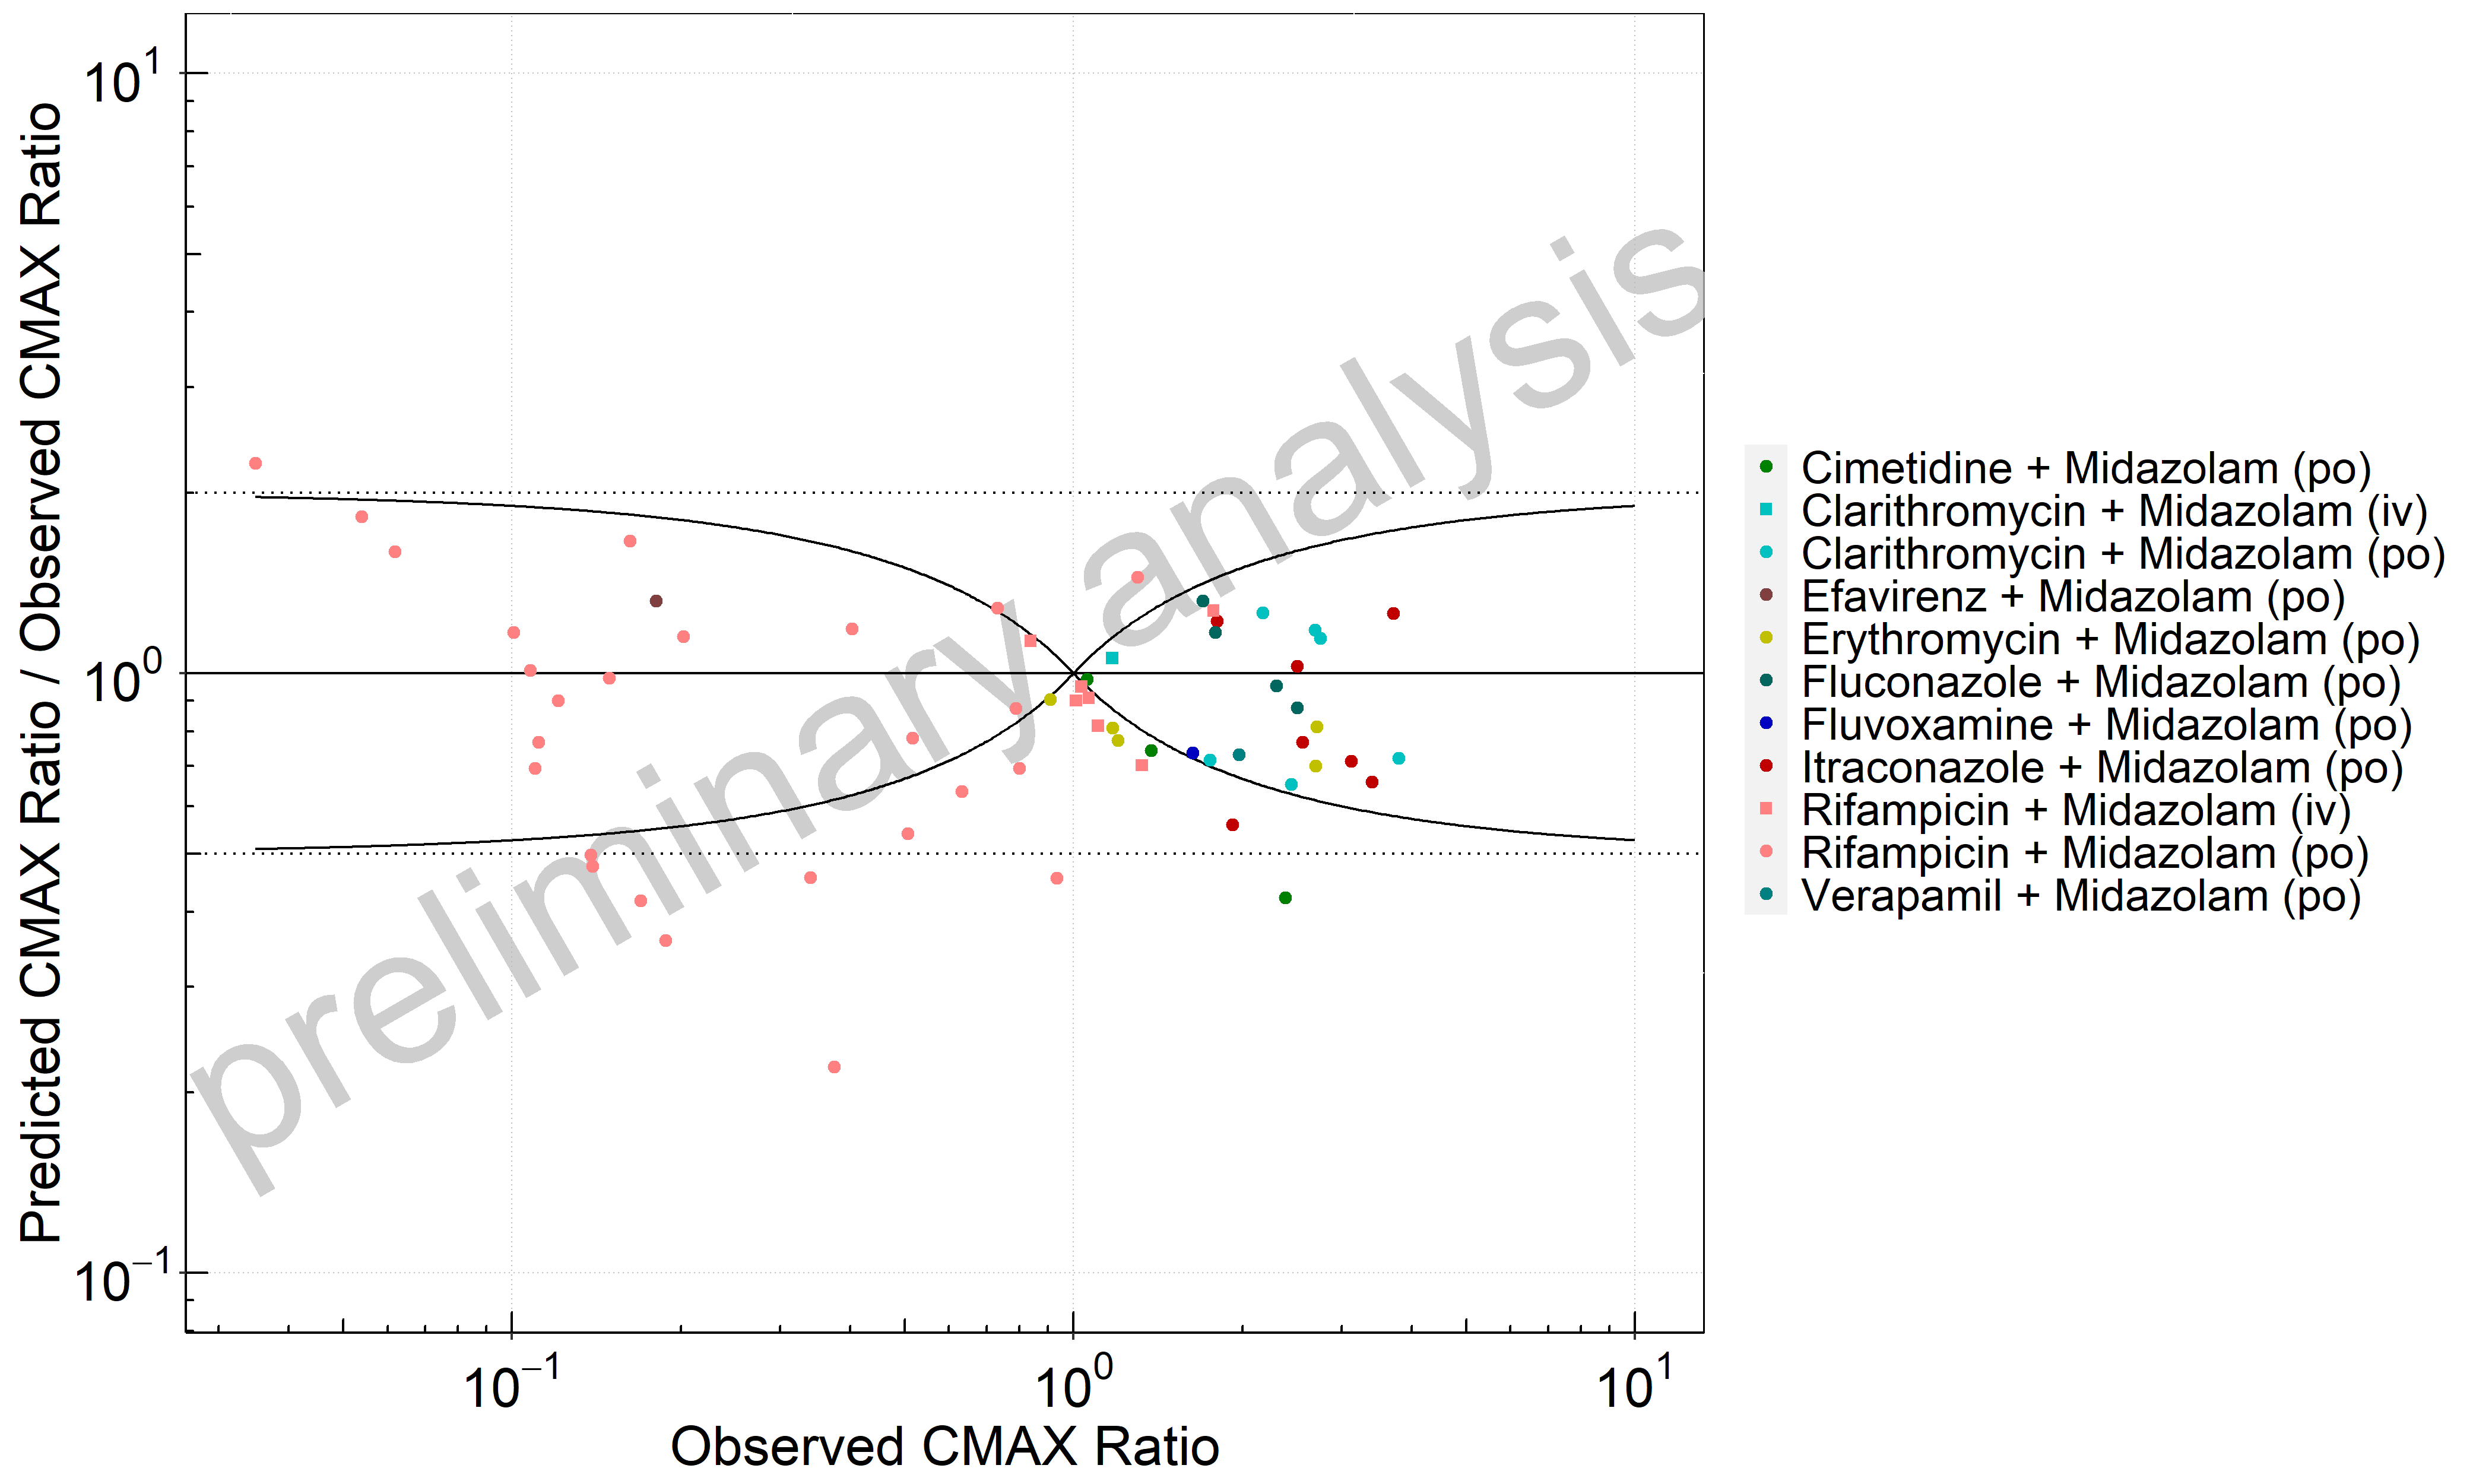 Predicted CMAX Ratio / Observed CMAX Ratio
10^1
10^0
10^−1
preliminary analysis
10^−1
10^0
10^1
Observed CMAX Ratio
Cimetidine + Midazolam (po)
Clarithromycin + Midazolam (iv)
Clarithromycin + Midazolam (po)
Efavirenz + Midazolam (po)
Erythromycin + Midazolam (po)
Fluconazole + Midazolam (po)
Fluvoxamine + Midazolam (po)
Itraconazole + Midazolam (po)
Rifampicin + Midazolam (iv)
Rifampicin + Midazolam (po)
Verapamil + Midazolam (po)